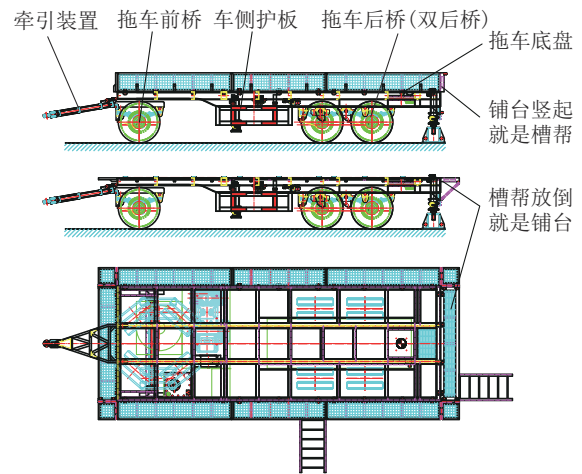 牵引装置 拖车前桥 车侧护板 拖车后桥(双后桥)
拖车底盘
铺台竖起
就是槽帮
槽帮放倒
就是铺台